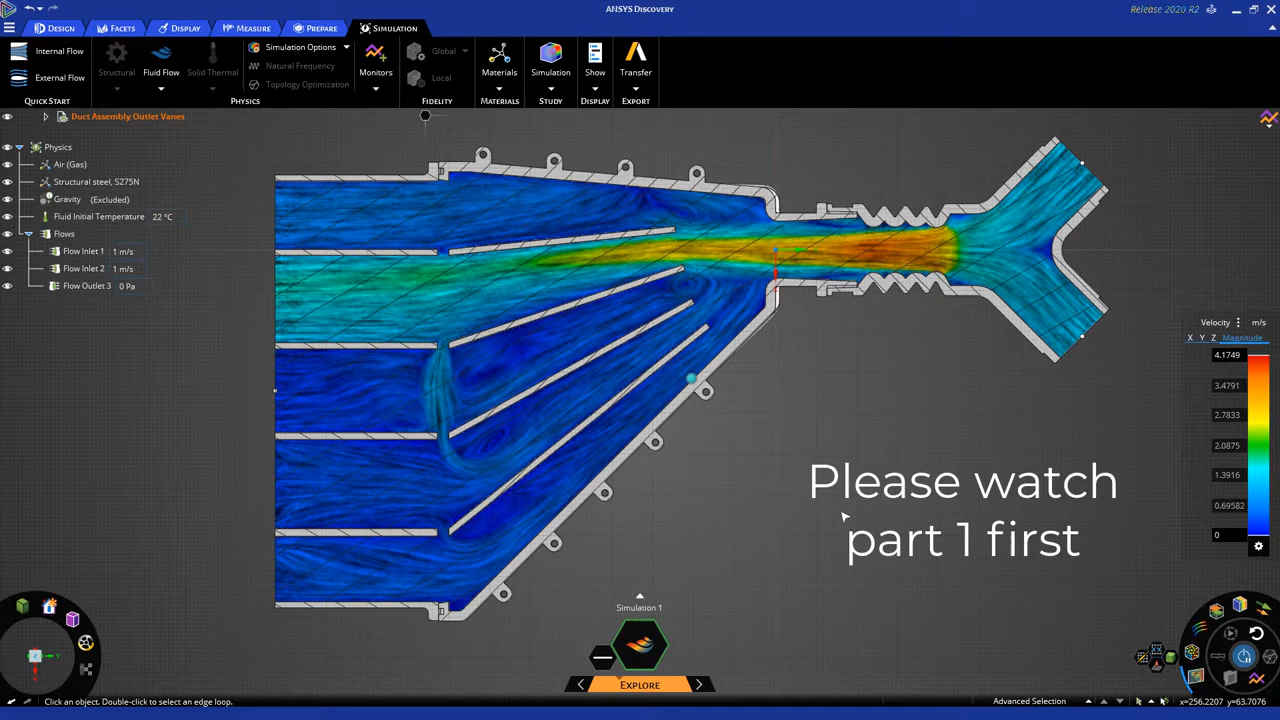 ANSYS Discovery
Release 2020 R2
Design
Facets
Display
Measure
Prepare
Simulation
Internal Flow
External Flow
Quick Start
Structural
Fluid Flow
Solid Thermal
Simulation Options
Natural Frequency
Topology Optimization
Physics
Monitors
Global
Local
Fidelity
Materials
Materials
Simulation
Study
Show
Display
Transfer
Export
Duct Assembly Outlet Vanes
Physics
Air (Gas)
Structural steel, S275N
Gravity (Excluded)
Fluid Initial Temperature 22 °C
Flows
Flow Inlet 1 1 m/s
Flow Inlet 2 1 m/s
Flow Outlet 3 0 Pa
Velocity m/s
X Y Z Magnitude
4.1749
3.4791
2.7833
2.0875
1.3916
0.69582
0
Please watch
part 1 first
Simulation 1
Explore
Z
Y
Click an object. Double-click to select an edge loop.
Advanced Selection
x=256.2207 y=63.7076